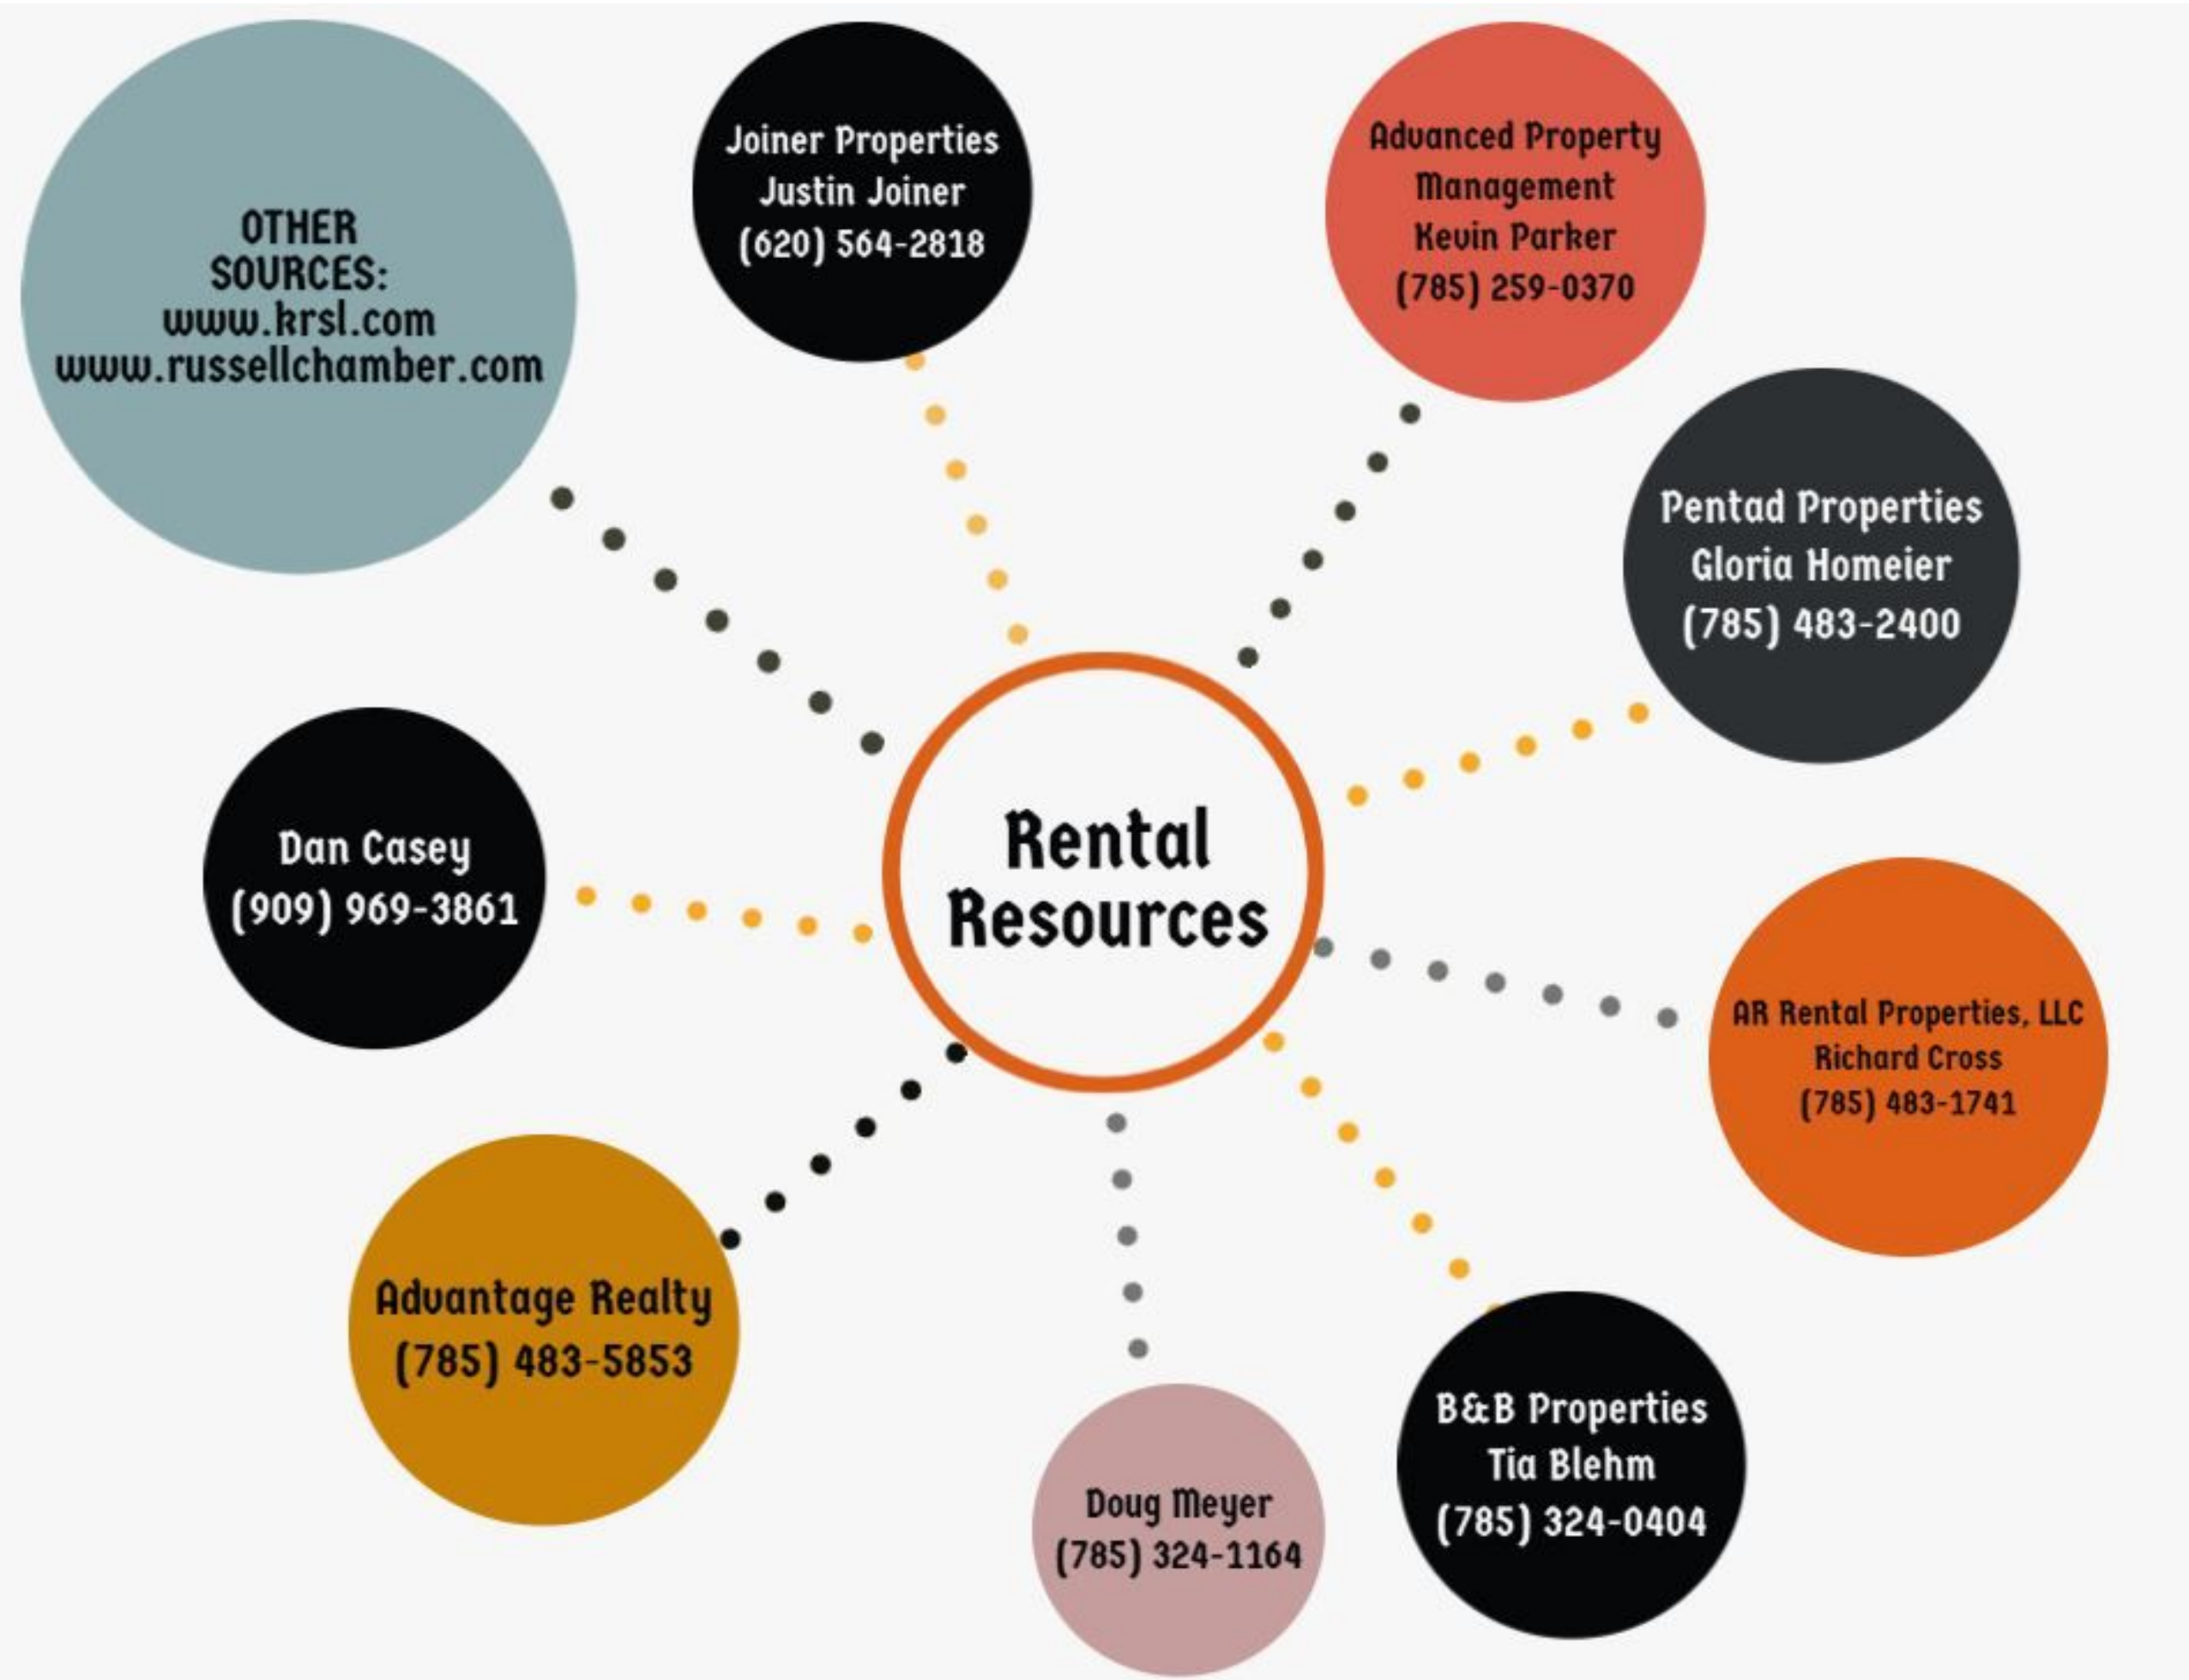 OTHER
SOURCES:
www.krsl.com
www.russellchamber.com
Joiner Properties
Justin Joiner
(620) 564-2818
Advanced Property
Management
Kevin Parker
(785) 259-0370
Pentad Properties
Gloria Homeier
(785) 483-2400
Dan Casey
(909) 969-3861
Rental
Resources
AR Rental Properties, LLC
Richard Cross
(785) 483-1741
Advantage Realty
(785) 483-5853
Doug Meyer
(785) 324-1164
B&B Properties
Tia Blehm
(785) 324-0404